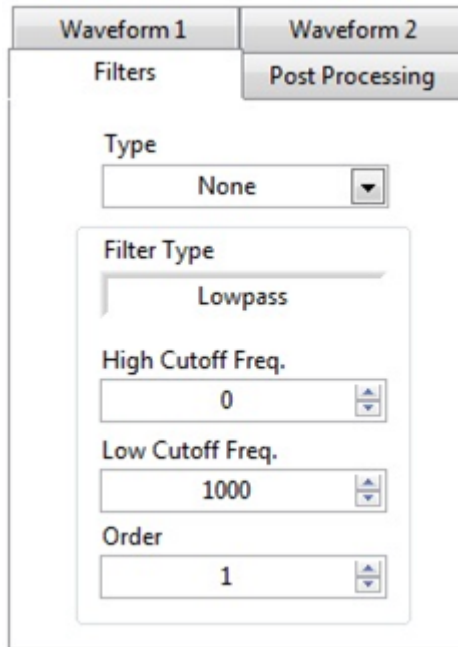 Waveform 1 Waveform 2
Filters Post Processing
Type
None
Filter Type
Lowpass
High Cutoff Freq.
0
Low Cutoff Freq.
1000
Order
1